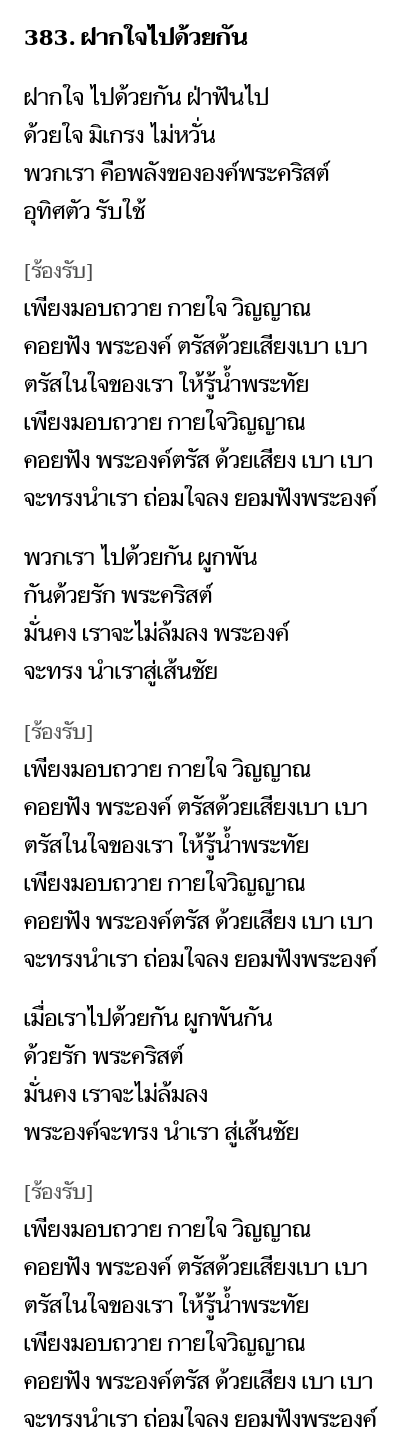 383. ฝากใจไปด้วยกัน
ฝากใจ ไปด้วยกัน ฝ่าฟันไป
ด้วยใจ มิเกรง ไม่หวั่น
พวกเรา คือพลังขององค์พระคริสต์
อุทิศตัว รับใช้
[ร้องรับ]
เพียงมอบถวาย กายใจ วิญญาณ
คอยฟัง พระองค์ ตรัสด้วยเสียงเบา เบา
ตรัสในใจของเรา ให้รู้น้ำพระทัย
เพียงมอบถวาย กายใจวิญญาณ
คอยฟัง พระองค์ตรัส ด้วยเสียง เบา เบา
จะทรงนำเรา ถ่อมใจลง ยอมฟังพระองค์
พวกเรา ไปด้วยกัน ผูกพัน
กันด้วยรัก พระคริสต์
มั่นคง เราจะไม่ล้มลง พระองค์
จะทรง นำเราสู่เส้นชัย
[ร้องรับ]
เพียงมอบถวาย กายใจ วิญญาณ
คอยฟัง พระองค์ ตรัสด้วยเสียงเบา เบา
ตรัสในใจของเรา ให้รู้น้ำพระทัย
เพียงมอบถวาย กายใจวิญญาณ
คอยฟัง พระองค์ตรัส ด้วยเสียง เบา เบา
จะทรงนำเรา ถ่อมใจลง ยอมฟังพระองค์
เมื่อเราไปด้วยกัน ผูกพันกัน
ด้วยรัก พระคริสต์
มั่นคง เราจะไม่ล้มลง
พระองค์จะทรง นำเรา สู่เส้นชัย
[ร้องรับ]
เพียงมอบถวาย กายใจ วิญญาณ
คอยฟัง พระองค์ ตรัสด้วยเสียงเบา เบา
ตรัสในใจของเรา ให้รู้น้ำพระทัย
เพียงมอบถวาย กายใจวิญญาณ
คอยฟัง พระองค์ตรัส ด้วยเสียง เบา เบา
จะทรงนำเรา ถ่อมใจลง ยอมฟังพระองค์